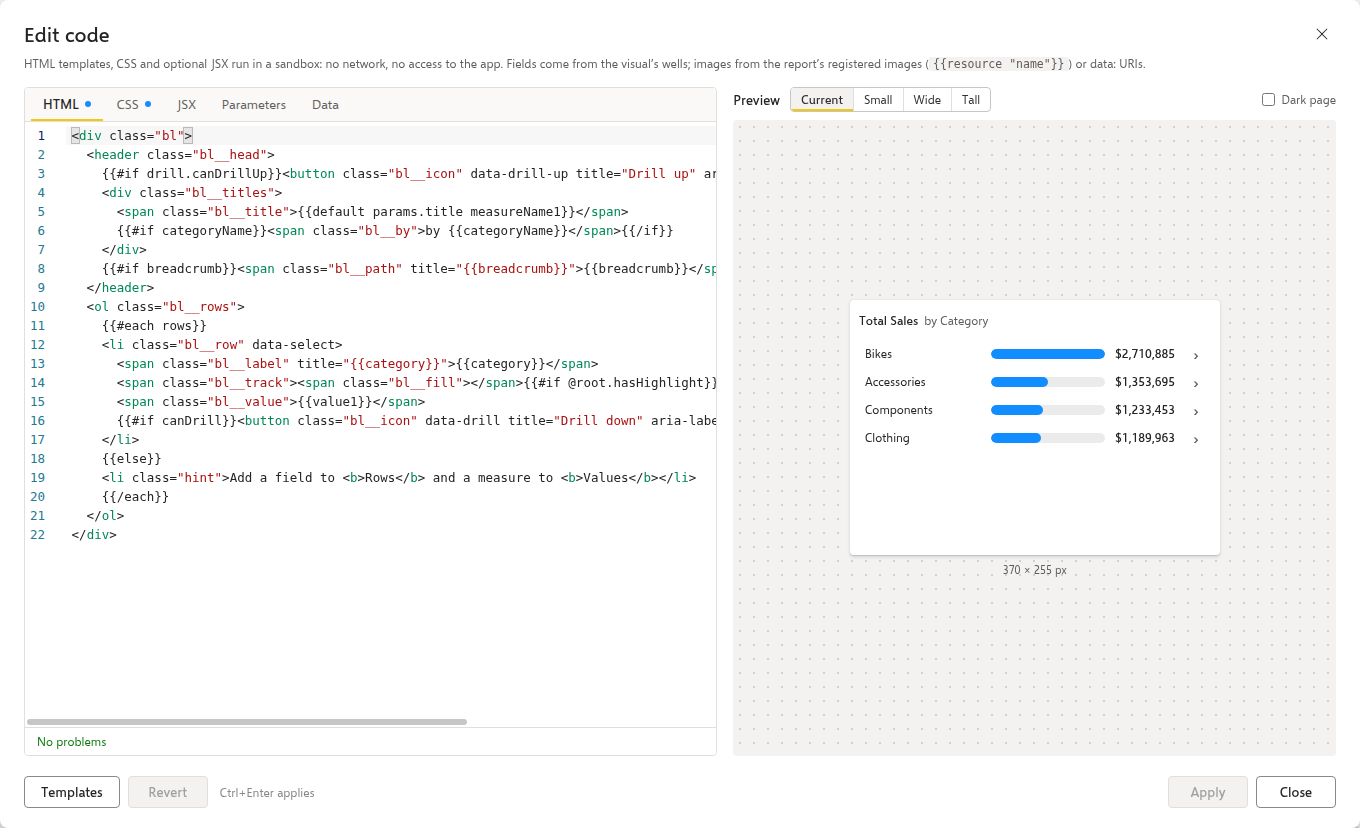 Edit code
HTML templates, CSS and optional JSX run in a sandbox: no network, no access to the app. Fields come from the visual's wells; images from the report's registered images ( {{resource "name"}} ) or data: URIs.
HTML CSS JSX Parameters Data
1 <div class="bl">
2 <header class="bl__head">
3 {{#if drill.canDrillUp}}<button class="bl__icon" data-drill-up title="Drill up" ar
4 <div class="bl__titles">
5 <span class="bl__title">{{default params.title measureName1}}</span>
6 {{#if categoryName}}<span class="bl__by">by {{categoryName}}</span>{{/if}}
7 </div>
8 {{#if breadcrumb}}<span class="bl__path" title="{{breadcrumb}}">{{breadcrumb}}</sp
9 </header>
10 <ol class="bl__rows">
11 {{#each rows}}
12 <li class="bl__row" data-select>
13 <span class="bl__label" title="{{category}}">{{category}}</span>
14 <span class="bl__track"><span class="bl__fill"></span>{{#if @root.hasHighlight}}
15 <span class="bl__value">{{value1}}</span>
16 {{#if canDrill}}<button class="bl__icon" data-drill title="Drill down" aria-labe
17 </li>
18 {{else}}
19 <li class="hint">Add a field to <b>Rows</b> and a measure to <b>Values</b></li>
20 {{/each}}
21 </ol>
22 </div>
No problems
Preview Current Small Wide Tall Dark page
Total Sales by Category
Bikes $2,710,885
Accessories $1,353,695
Components $1,233,453
Clothing $1,189,963
370 × 255 px
Templates Revert Ctrl+Enter applies Apply Close